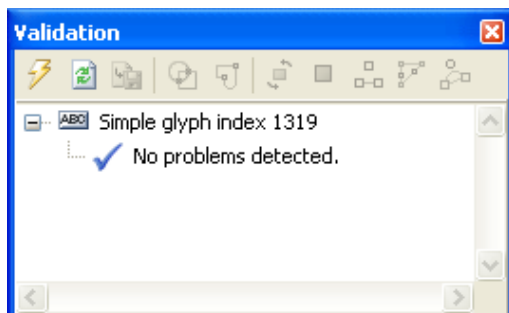 Validation
ABC Simple glyph index 1319
No problems detected.